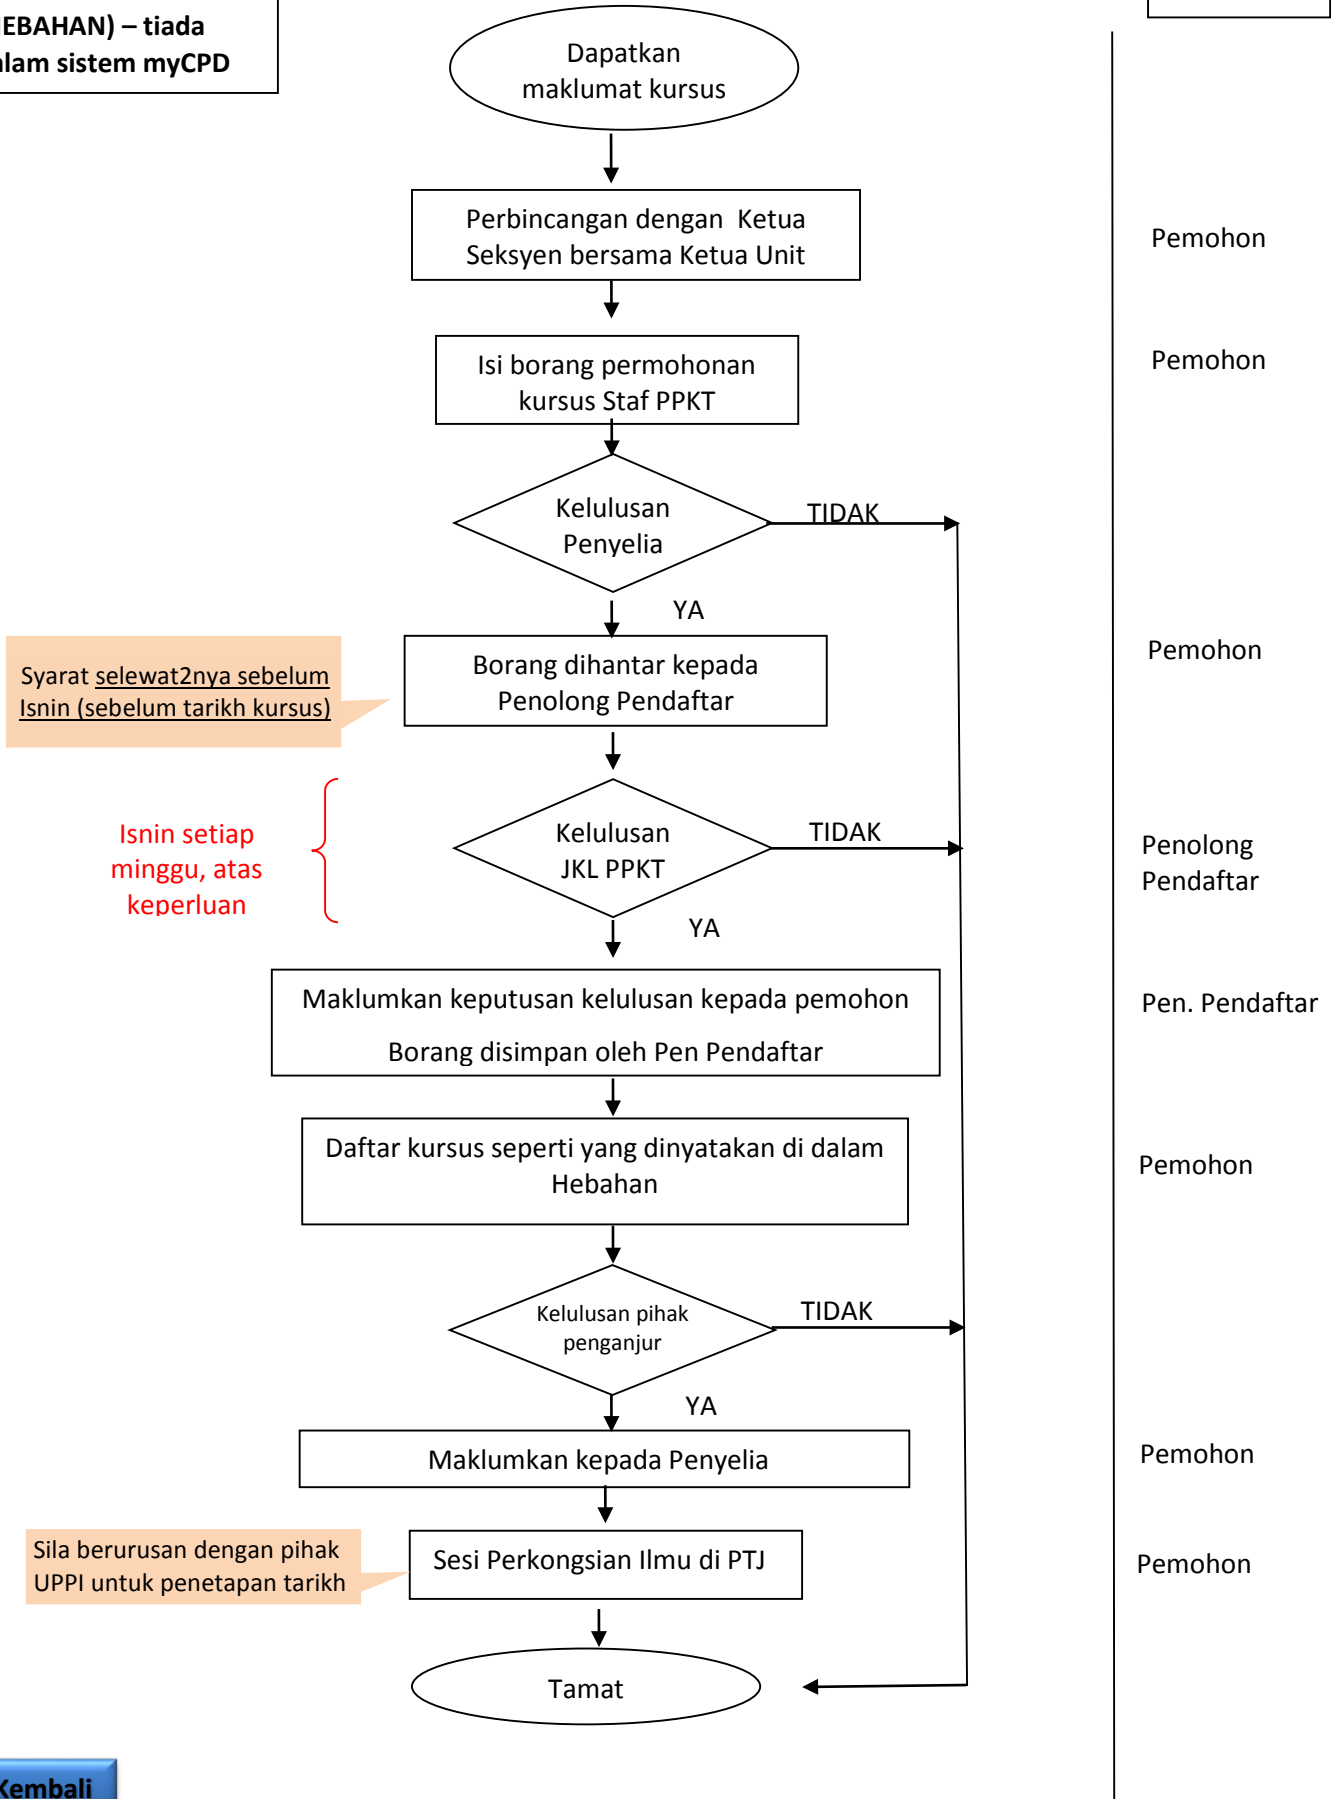 (HEBAHAN) – tiada
dalam sistem myCPD
Dapatkan
maklumat kursus
Perbincangan dengan Ketua
Seksyen bersama Ketua Unit
Pemohon
Isi borang permohonan
kursus Staf PPKT
Pemohon
Kelulusan
Penyelia
TIDAK
YA
Syarat selewat2nya sebelum
Isnin (sebelum tarikh kursus)
Borang dihantar kepada
Penolong Pendaftar
Pemohon
Isnin setiap
minggu, atas
keperluan
Kelulusan
JKL PPKT
TIDAK
Penolong
Pendaftar
YA
Maklumkan keputusan kelulusan kepada pemohon
Borang disimpan oleh Pen Pendaftar
Pen. Pendaftar
Daftar kursus seperti yang dinyatakan di dalam
Hebahan
Pemohon
Kelulusan pihak
penganjur
TIDAK
YA
Maklumkan kepada Penyelia
Pemohon
Sila berurusan dengan pihak
UPPI untuk penetapan tarikh
Sesi Perkongsian Ilmu di PTJ
Pemohon
Tamat
Kembali